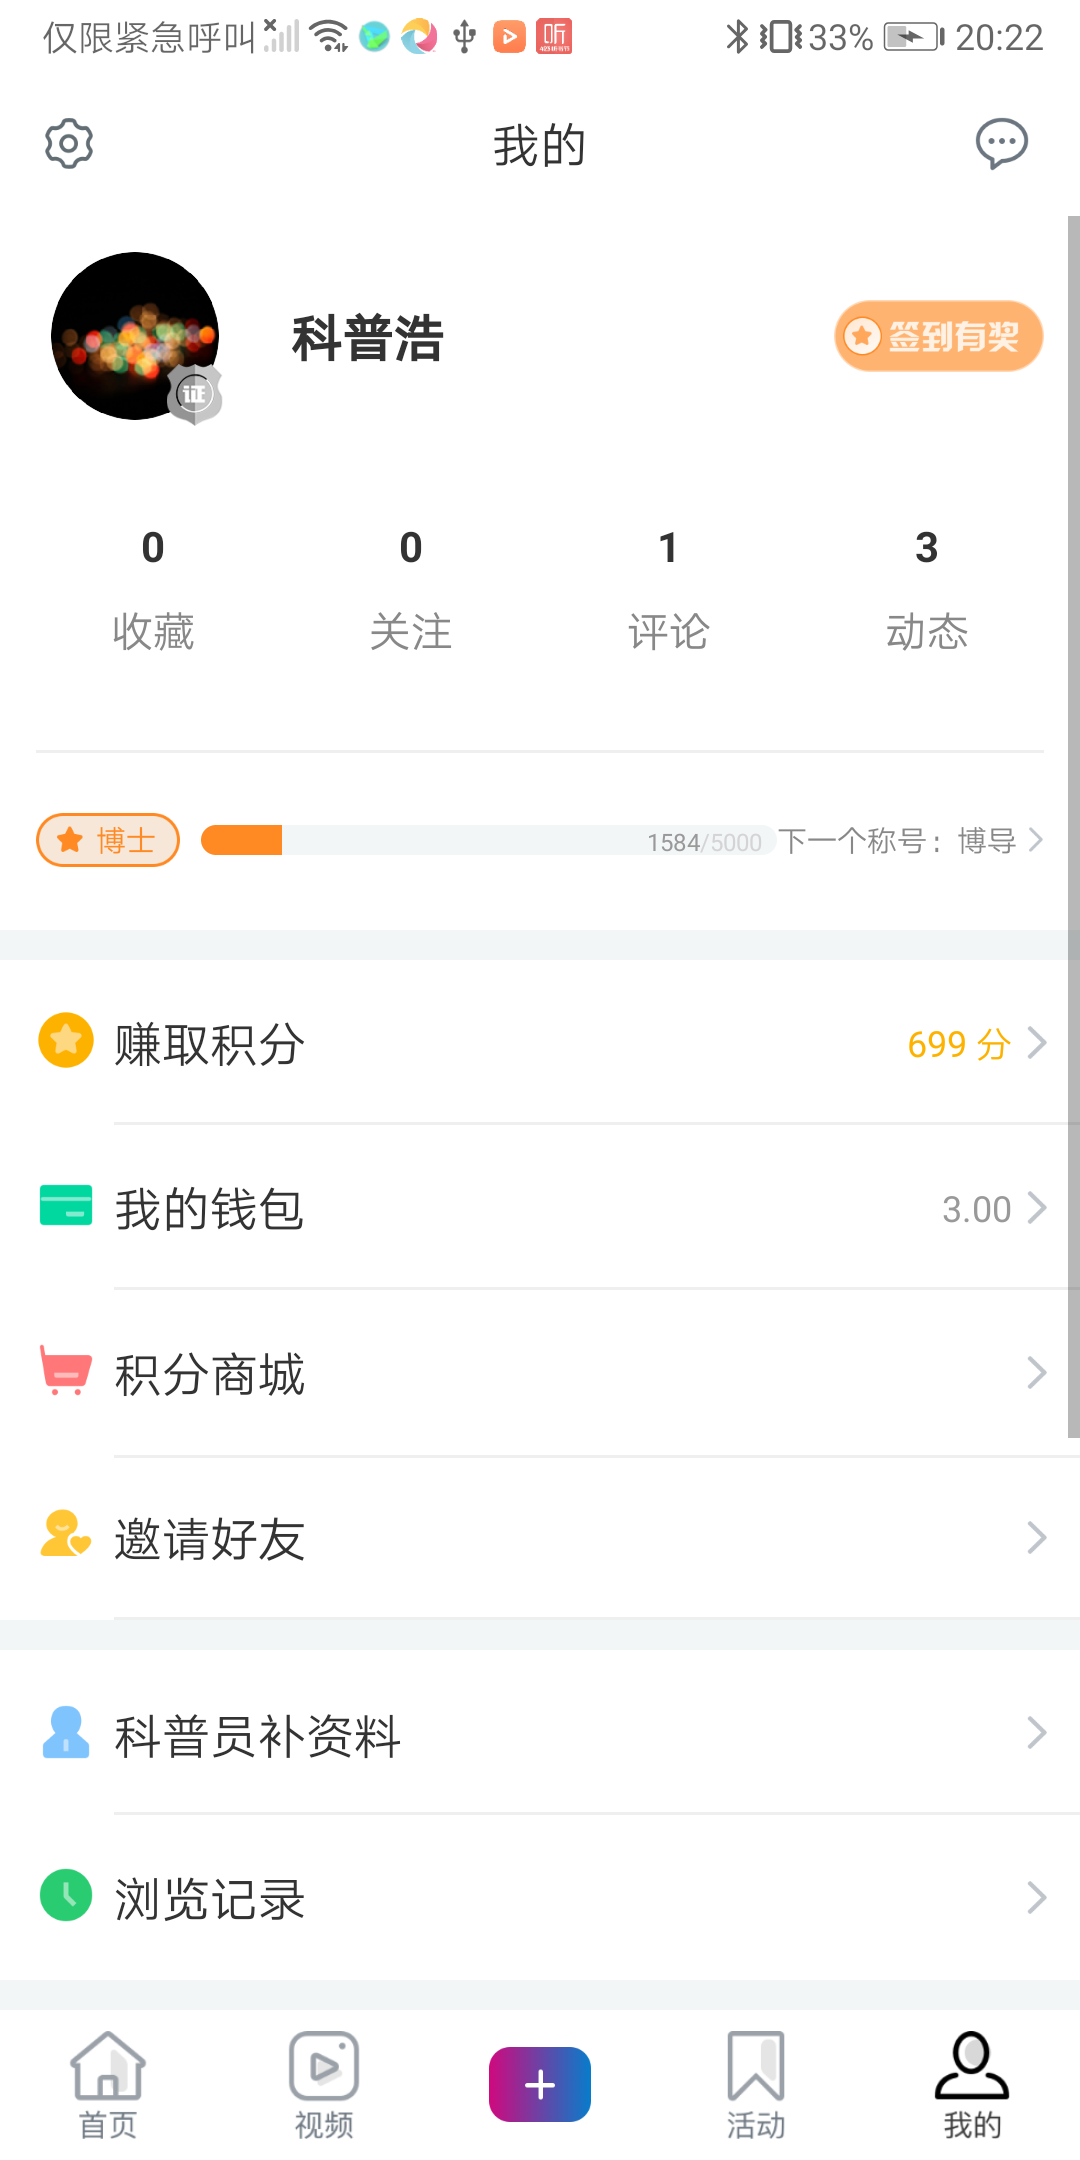 仅限紧急呼叫 33% 20:22
我的
科普浩 签到有奖
证
0 0 1 3
收藏 关注 评论 动态
博士 1584/5000 下一个称号：博导
赚取积分 699 分
我的钱包 3.00
积分商城
邀请好友
科普员补资料
浏览记录
首页 视频 活动 我的